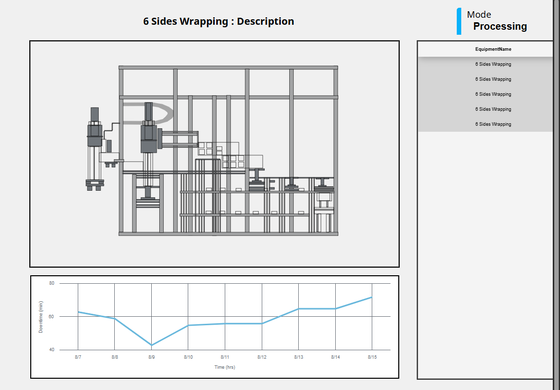 6 Sides Wrapping : Description
Mode
Processing
EquipmentName
6 Sides Wrapping
6 Sides Wrapping
6 Sides Wrapping
6 Sides Wrapping
6 Sides Wrapping
80
60
40
Downtime (min)
8/7
8/8
8/9
8/10
8/11
8/12
8/13
8/14
8/15
Time (hrs)